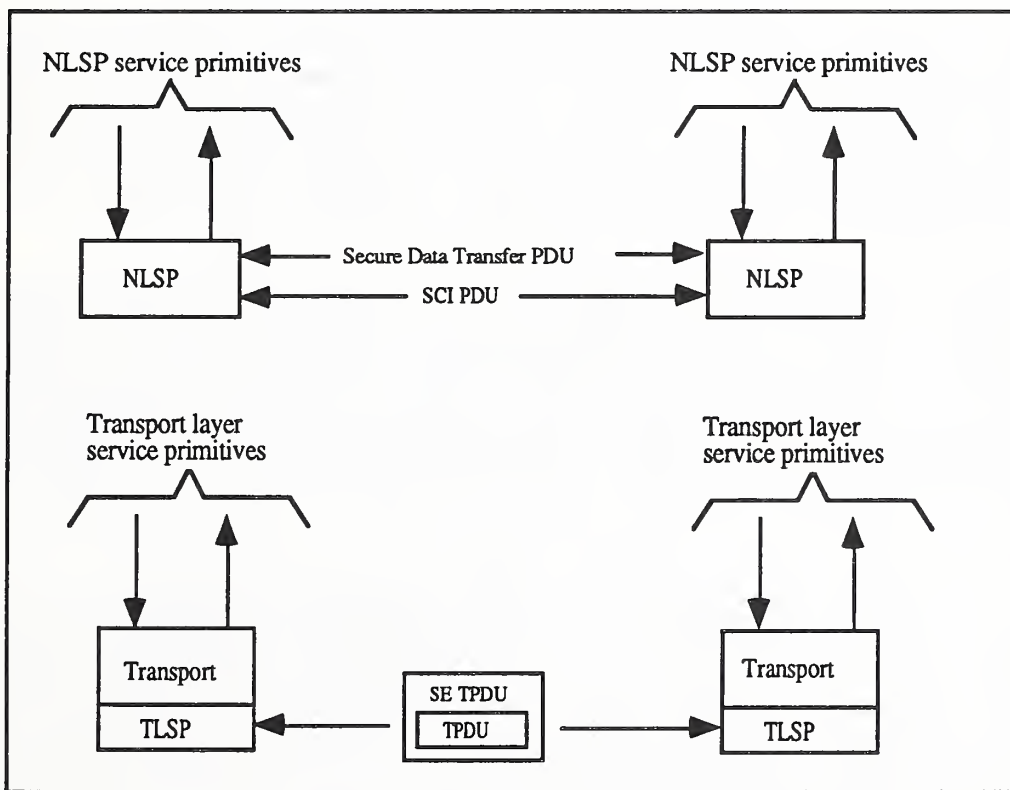 NLSP service primitives
NLSP service primitives
Secure Data Transfer PDU
NLSP
NLSP
SCI PDU
Transport layer
service primitives
Transport layer
service primitives
Transport
TLSP
SE TPDU
TPDU
Transport
TLSP